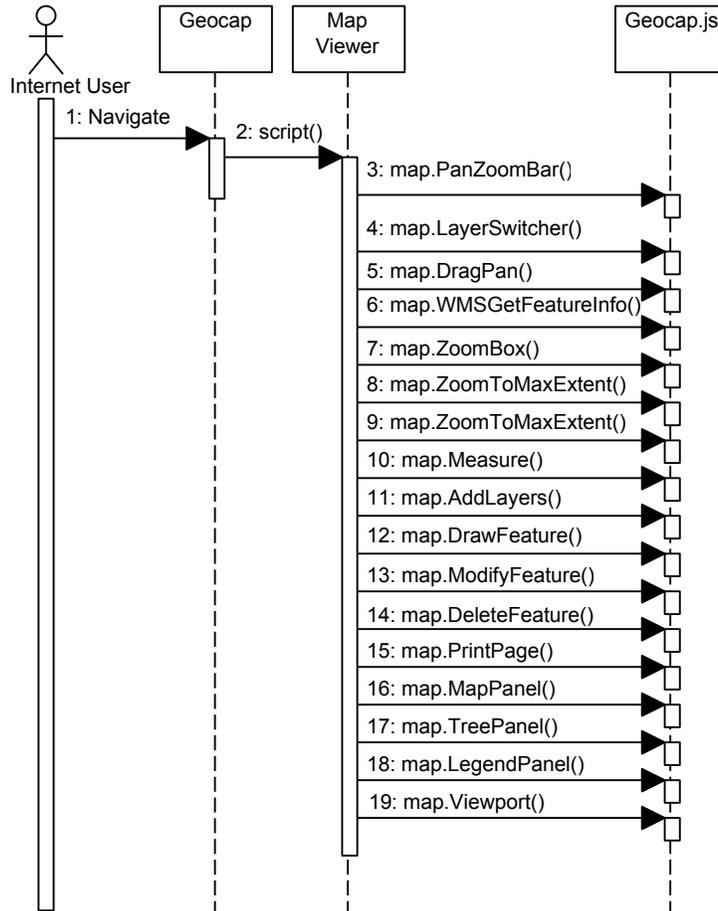 Geocap
Map
Viewer
Geocap.js
Internet User
1: Navigate
2: script()
3: map.PanZoomBar()
4: map.LayerSwitcher()
5: map.DragPan()
6: map.WMSGetFeatureInfo()
7: map.ZoomBox()
8: map.ZoomToMaxExtent()
9: map.ZoomToMaxExtent()
10: map.Measure()
11: map.AddLayers()
12: map.DrawFeature()
13: map.ModifyFeature()
14: map.DeleteFeature()
15: map.PrintPage()
16: map.MapPanel()
17: map.TreePanel()
18: map.LegendPanel()
19: map.Viewport()